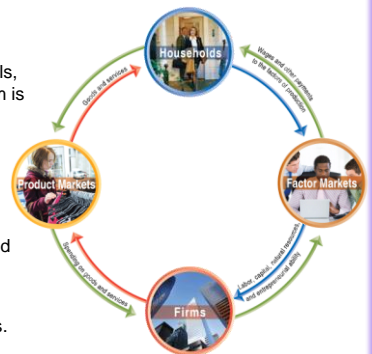 ls,
n is
Households
Wages and other payments
to the factors of production
Goods and services
Product Markets
Factor Markets
d
Spending on goods and services
Labor, capital, natural resources,
and entrepreneurial ability
Firms
s.